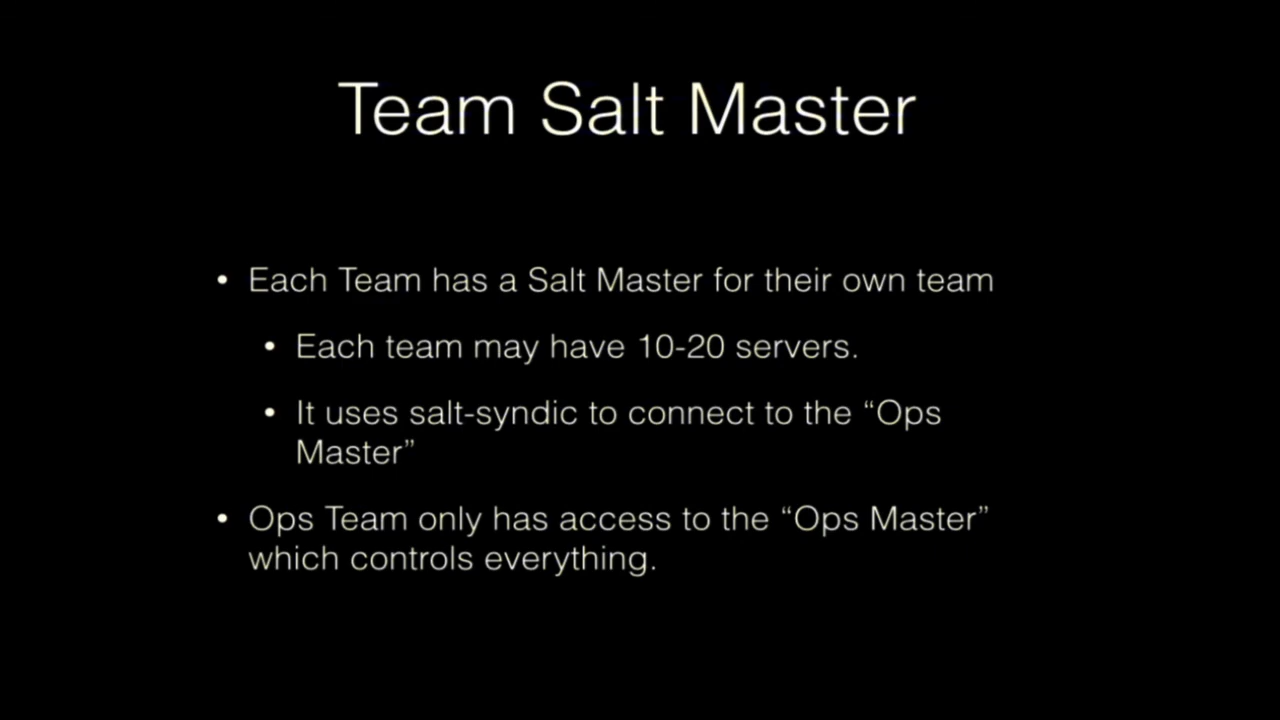 Team Salt Master
• Each Team has a Salt Master for their own team
• Each team may have 10-20 servers.
• It uses salt-syndic to connect to the “Ops
Master”
• Ops Team only has access to the “Ops Master”
which controls everything.